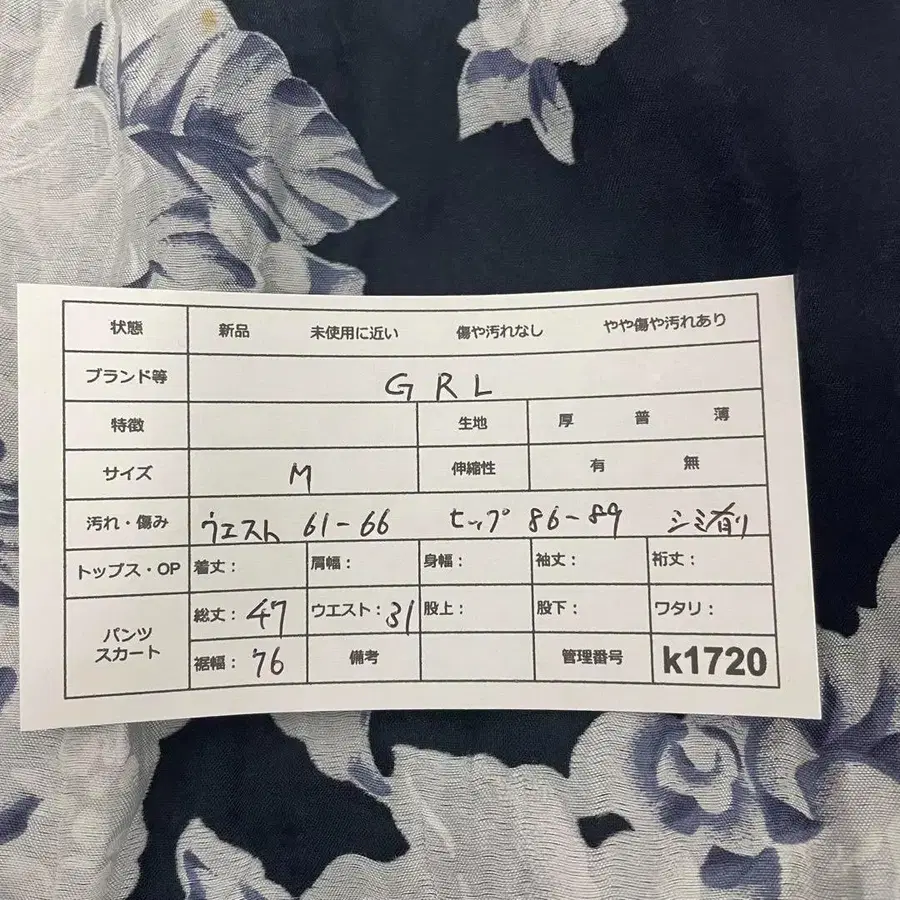 状態 新品 未使用に近い 傷や汚れなし やや傷や汚れあり
ブランド等 GRL
特徴 生地 厚 普 薄
サイズ M 伸縮性 有 無
汚れ・傷み ウエスト 61-66 ヒップ 86-89 シミ有り
トップス・OP 着丈: 肩幅: 身幅: 袖丈: 裄丈:
パンツ スカート 総丈: 47 ウエスト: 31 股上: 股下: ワタリ:
裾幅: 76 備考 管理番号 k1720